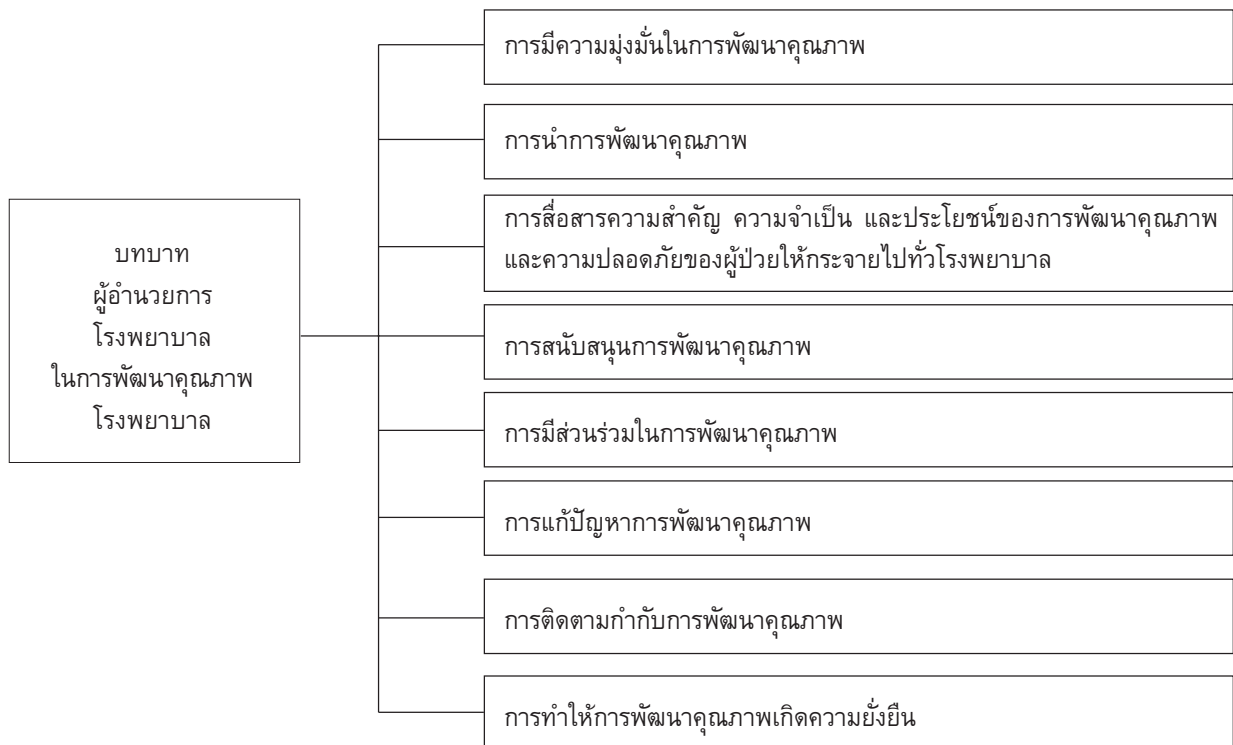 บทบาท
ผู้อำนวยการ
โรงพยาบาล
ในการพัฒนาคุณภาพ
โรงพยาบาล
การมีความมุ่งมั่นในการพัฒนาคุณภาพ
การนำการพัฒนาคุณภาพ
การสื่อสารความสำคัญ ความจำเป็น และประโยชน์ของการพัฒนาคุณภาพ
และความปลอดภัยของผู้ป่วยให้กระจายไปทั่วโรงพยาบาล
การสนับสนุนการพัฒนาคุณภาพ
การมีส่วนร่วมในการพัฒนาคุณภาพ
การแก้ปัญหาการพัฒนาคุณภาพ
การติดตามกำกับการพัฒนาคุณภาพ
การทำให้การพัฒนาคุณภาพเกิดความยั่งยืน